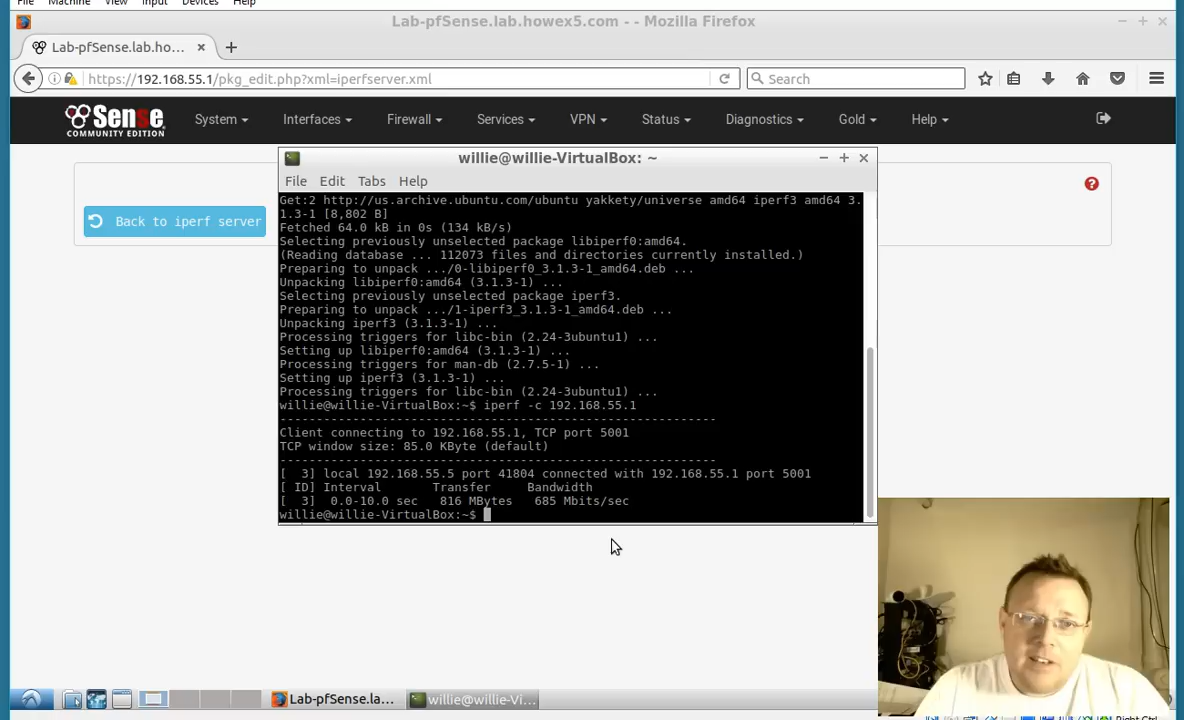 File Machine View Input Devices Help
Lab-pfSense.lab.howex5.com - - Mozilla Firefox
Lab-pfSense.lab.ho...
https://192.168.55.1/pkg_edit.php?xml=iperfserver.xml
Search
Sense
COMMUNITY EDITION
System
Interfaces
Firewall
Services
VPN
Status
Diagnostics
Gold
Help
Back to iperf server
willie@willie-VirtualBox: ~
File Edit Tabs Help
Get:2 http://us.archive.ubuntu.com/ubuntu yakkety/universe amd64 iperf3 amd64 3.
1.3-1 [8,802 B]
Fetched 64.0 kB in 0s (134 kB/s)
Selecting previously unselected package libiperf0:amd64.
(Reading database ... 112073 files and directories currently installed.)
Preparing to unpack .../0-libiperf0_3.1.3-1_amd64.deb ...
Unpacking libiperf0:amd64 (3.1.3-1) ...
Selecting previously unselected package iperf3.
Preparing to unpack .../1-iperf3_3.1.3-1_amd64.deb ...
Unpacking iperf3 (3.1.3-1) ...
Processing triggers for libc-bin (2.24-3ubuntu1) ...
Setting up libiperf0:amd64 (3.1.3-1) ...
Processing triggers for man-db (2.7.5-1) ...
Setting up iperf3 (3.1.3-1) ...
Processing triggers for libc-bin (2.24-3ubuntu1) ...
willie@willie-VirtualBox:~$ iperf -c 192.168.55.1
------------------------------------------------------------
Client connecting to 192.168.55.1, TCP port 5001
TCP window size: 85.0 KByte (default)
------------------------------------------------------------
[  3] local 192.168.55.5 port 41804 connected with 192.168.55.1 port 5001
[ ID] Interval       Transfer     Bandwidth
[  3]  0.0-10.0 sec   816 MBytes   685 Mbits/sec
willie@willie-VirtualBox:~$
Lab-pfSense.la...
willie@willie-Vi...
Right Ctrl